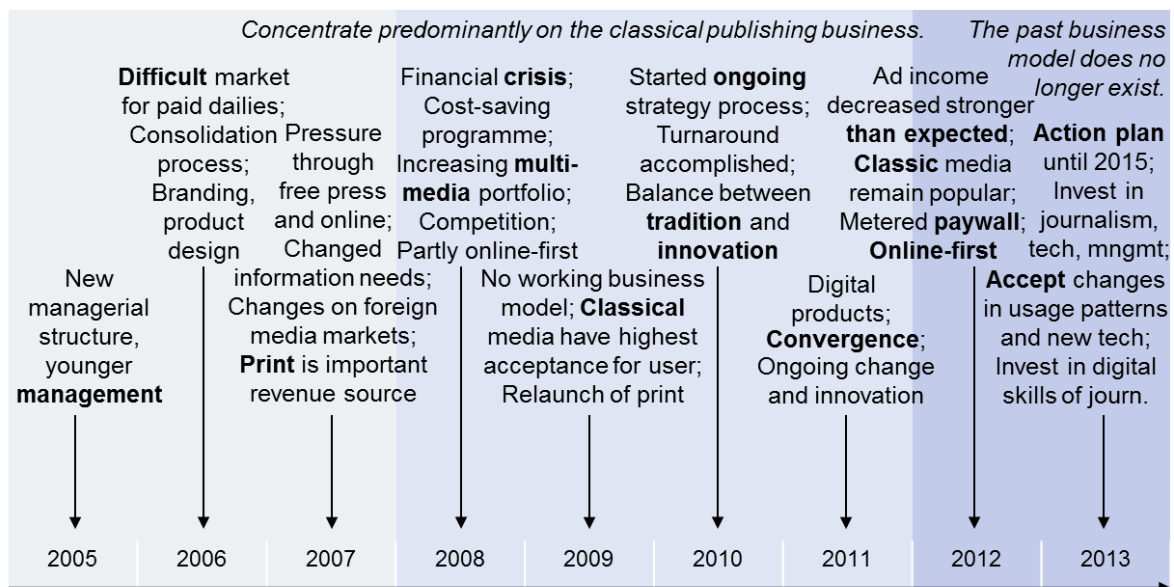 Concentrate predominantly on the classical publishing business.
The past business
model does no
longer exist.
Difficult market
for paid dailies;
Consolidation
process;
Branding,
product
design
Financial crisis;
Cost-saving
programme;
Increasing multi-
media portfolio;
Competition;
Partly online-first
Started ongoing
strategy process;
Turnaround
accomplished;
Balance between
tradition and
innovation
Ad income
decreased stronger
than expected;
Classic media
remain popular;
Metered paywall;
Online-first
New
managerial
structure,
younger
management
Pressure
through
free press
and online;
Changed
information needs;
Changes on foreign
media markets;
Print is important
revenue source
No working business
model; Classical
media have highest
acceptance for user;
Relaunch of print
Digital
products;
Convergence;
Ongoing change
and innovation
Action plan
until 2015;
Invest in
journalism,
tech, mngmt;
Accept changes
in usage patterns
and new tech;
Invest in digital
skills of journ.
2005 2006 2007 2008 2009 2010 2011 2012 2013